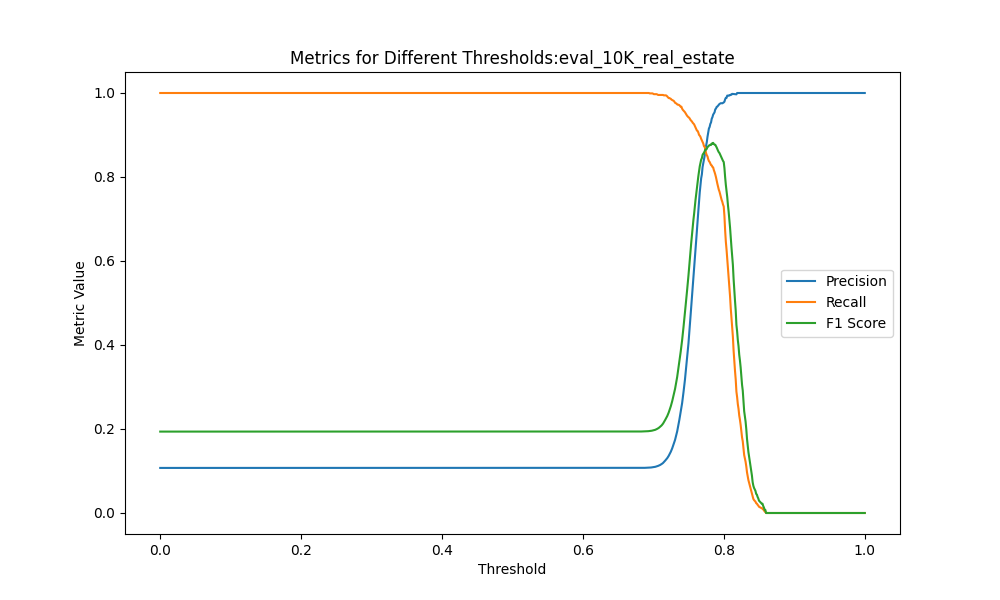 Metrics for Different Thresholds:eval_10K_real_estate
1.0
0.8
0.6
0.4
0.2
0.0
Metric Value
Precision
Recall
F1 Score
0.0 0.2 0.4 0.6 0.8 1.0
Threshold